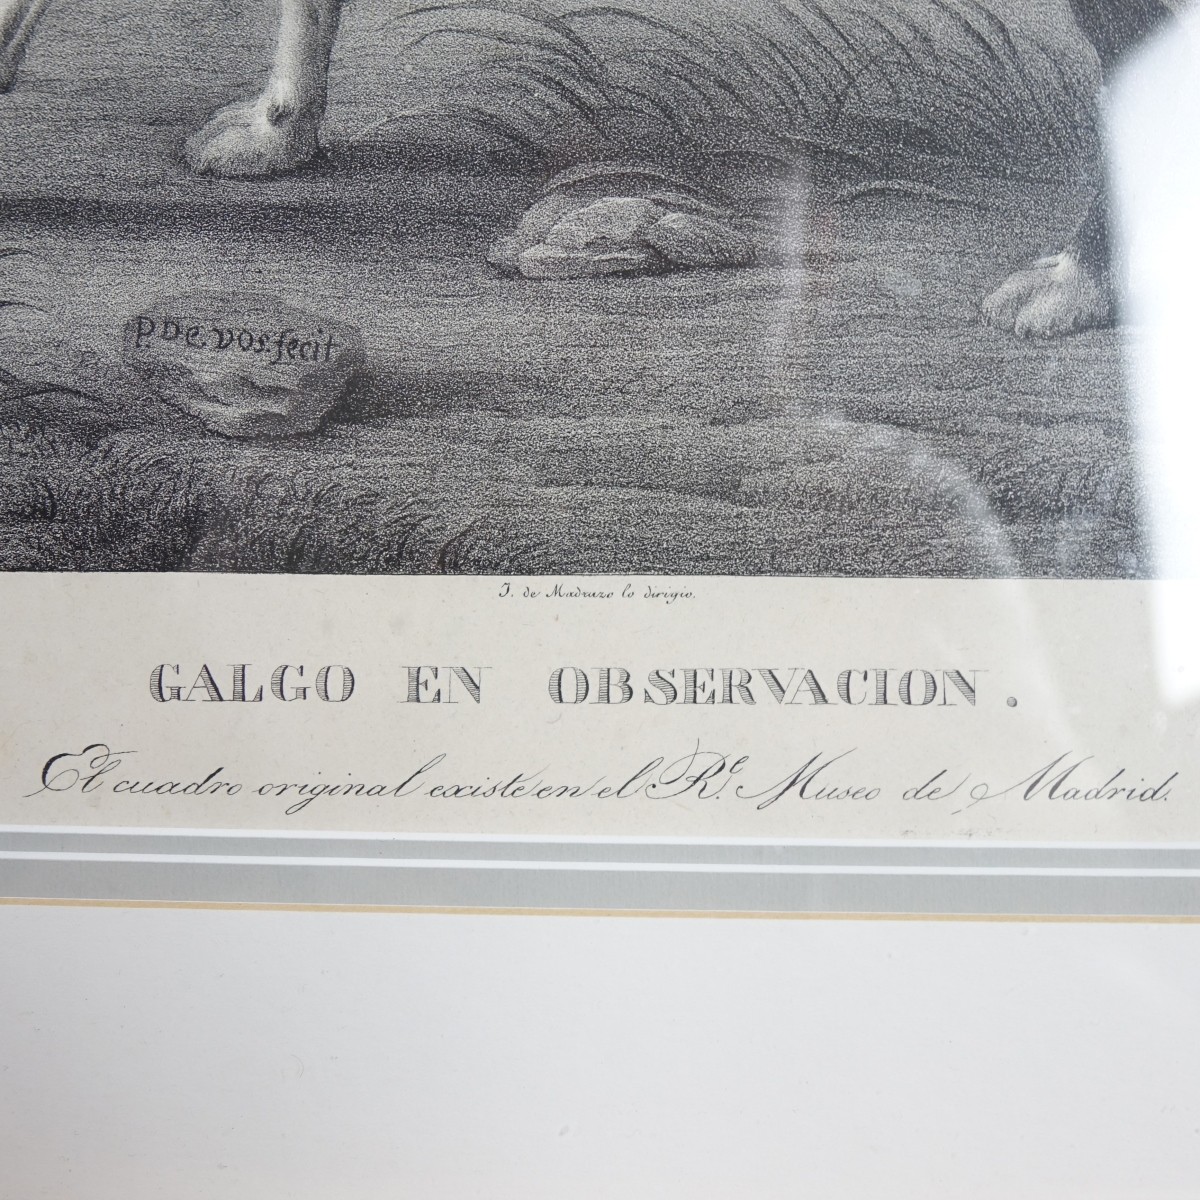 P. De. vos. fecit
J. de Madrazo lo dirigio.
GALGO EN OBSERVACION.
El cuadro original existe en el Rᵉ. Museo de Madrid.